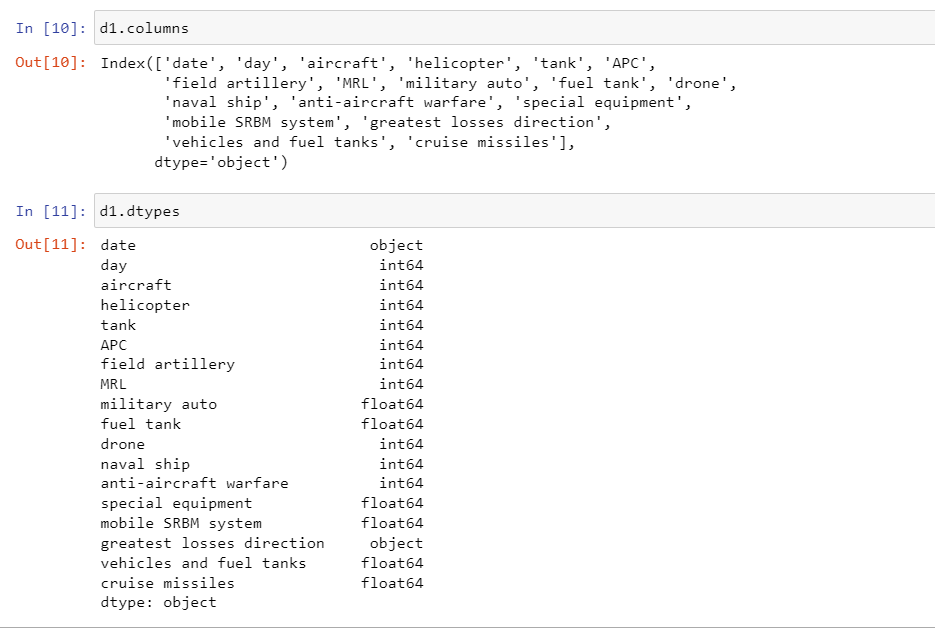 In [10]: d1.columns
Out[10]: Index(['date', 'day', 'aircraft', 'helicopter', 'tank', 'APC',
'field artillery', 'MRL', 'military auto', 'fuel tank', 'drone',
'naval ship', 'anti-aircraft warfare', 'special equipment',
'mobile SRBM system', 'greatest losses direction',
'vehicles and fuel tanks', 'cruise missiles'],
dtype='object')
In [11]: d1.dtypes
Out[11]: date object
day int64
aircraft int64
helicopter int64
tank int64
APC int64
field artillery int64
MRL int64
military auto float64
fuel tank float64
drone int64
naval ship int64
anti-aircraft warfare int64
special equipment float64
mobile SRBM system float64
greatest losses direction object
vehicles and fuel tanks float64
cruise missiles float64
dtype: object